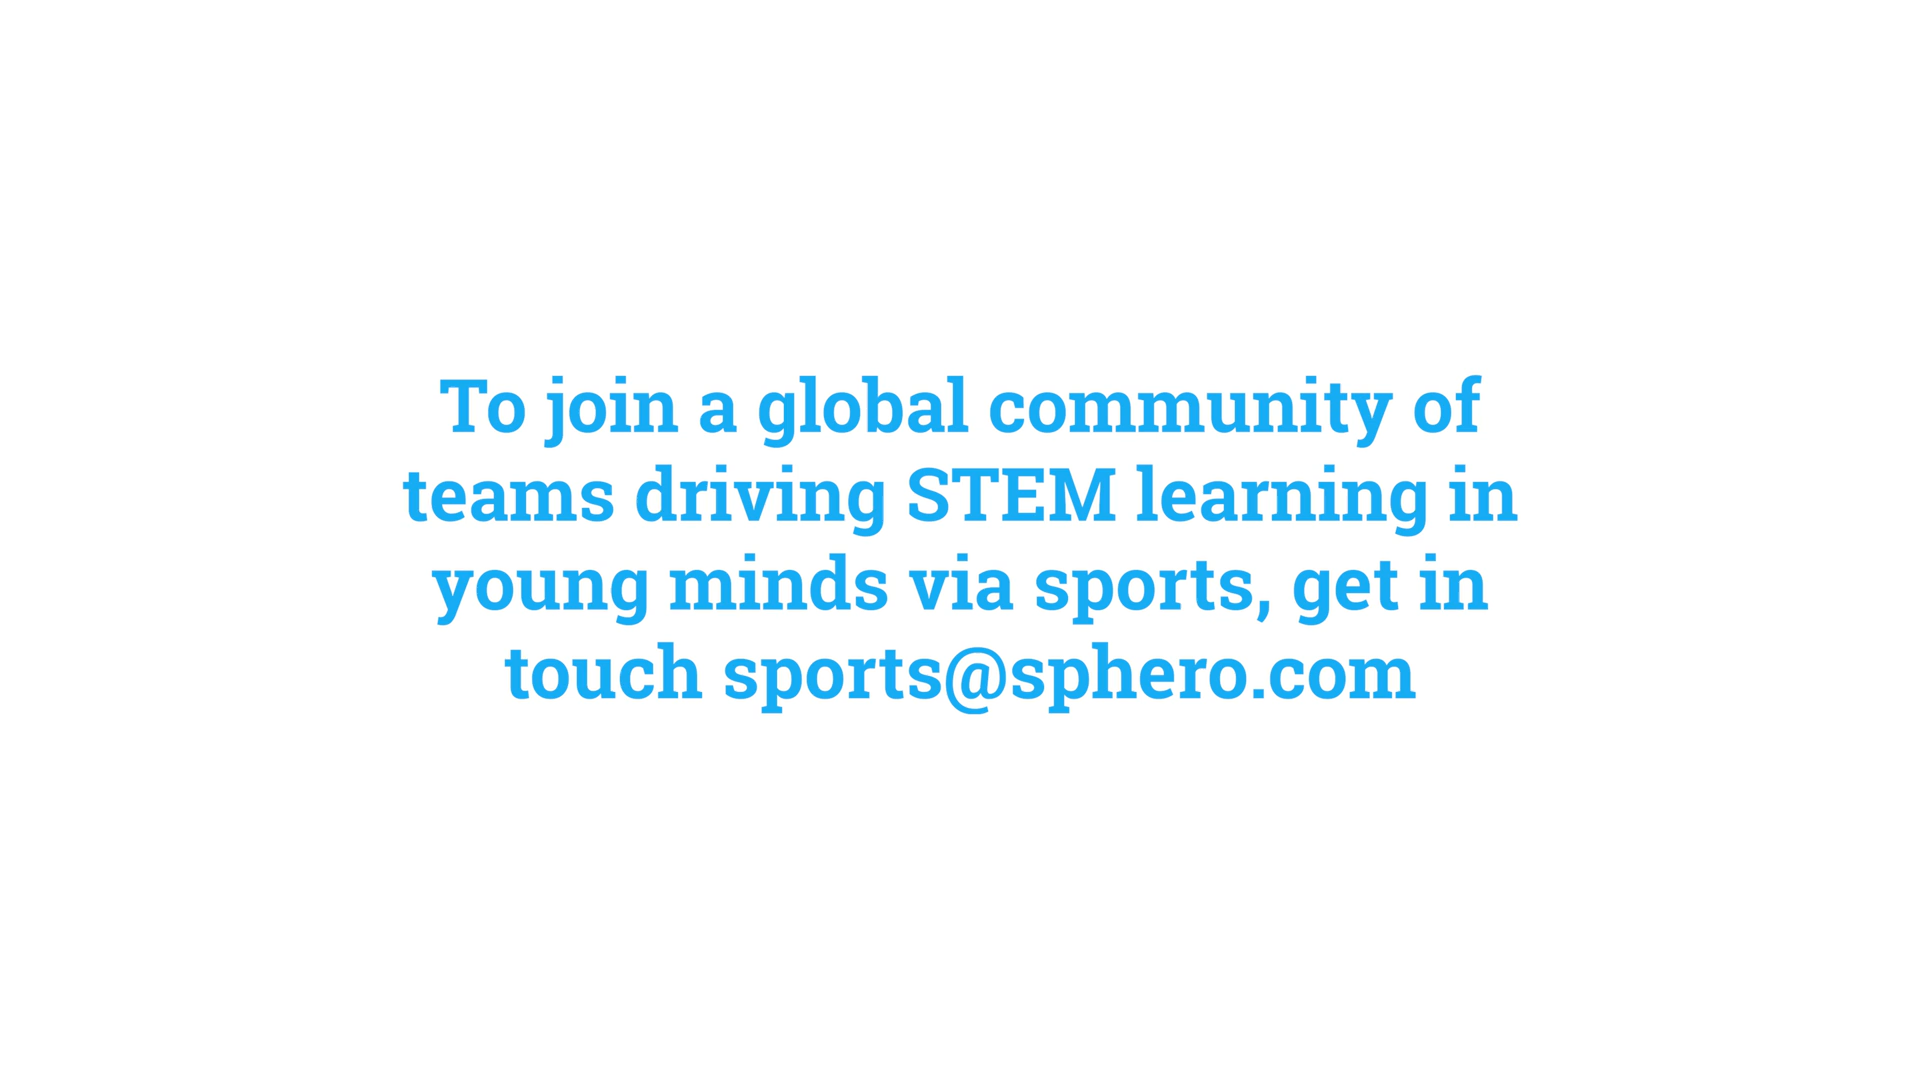 To join a global community of
teams driving STEM learning in
young minds via sports, get in
touch sports@sphero.com